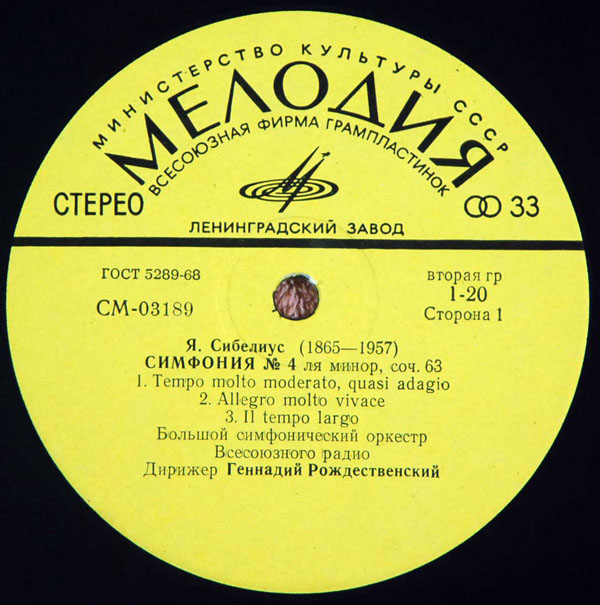 МИНИСТЕРСТВО КУЛЬТУРЫ СССР
МЕЛОДИЯ
ВСЕСОЮЗНАЯ ФИРМА ГРАМПЛАСТИНОК
СТЕРЕО
33
ЛЕНИНГРАДСКИЙ ЗАВОД
ГОСТ 5289-68
вторая гр
СМ-03189
1-20
Сторона 1
Я. Сибелиус (1865—1957)
СИМФОНИЯ № 4 ля минор, соч. 63
1. Tempo molto moderato, quasi adagio
2. Allegro molto vivace
3. Il tempo largo
Большой симфонический оркестр
Всесоюзного радио
Дирижер Геннадий Рождественский